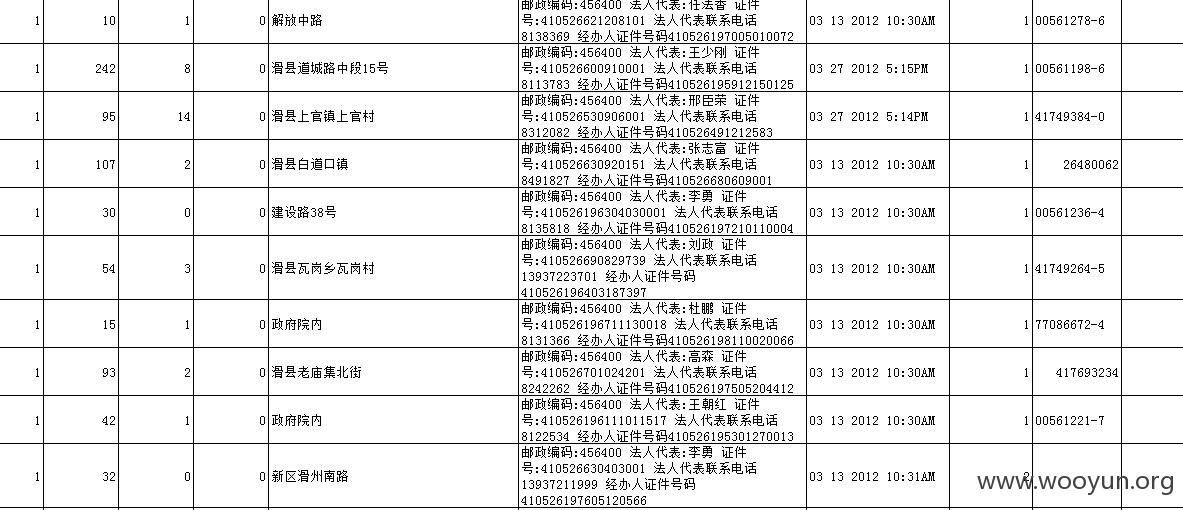 邮政编码:456400 法人代表:任法香 证件
1 10 1 0 解放中路 号:410526621208101 法人代表联系电话 03 13 2012 10:30AM 1 00561278-6
8138369 经办人证件号码410526197005010072
邮政编码:456400 法人代表:王少刚 证件
1 242 8 0 滑县道城路中段15号 号:410526600910001 法人代表联系电话 03 27 2012 5:15PM 1 00561198-6
8113783 经办人证件号码410526195912150125
邮政编码:456400 法人代表:邢臣荣 证件
1 95 14 0 滑县上官镇上官村 号:410526530906001 法人代表联系电话 03 27 2012 5:14PM 1 41749384-0
8312082 经办人证件号码410526491212583
邮政编码:456400 法人代表:张志富 证件
1 107 2 0 滑县白道口镇 号:410526630920151 法人代表联系电话 03 13 2012 10:30AM 1 26480062
8491827 经办人证件号码410526680609001
邮政编码:456400 法人代表:李勇 证件
1 30 0 0 建设路38号 号:410526196304030001 法人代表联系电话 03 13 2012 10:30AM 1 00561236-4
8135818 经办人证件号码410526197210110004
邮政编码:456400 法人代表:刘政 证件
号:410526690829739 法人代表联系电话
1 54 3 0 滑县瓦岗乡瓦岗村 13937223701 经办人证件号码 03 13 2012 10:30AM 1 41749264-5
410526196403187397
邮政编码:456400 法人代表:杜鹏 证件
1 15 1 0 政府院内 号:410526196711130018 法人代表联系电话 03 13 2012 10:30AM 1 77086672-4
8131366 经办人证件号码410526198110020066
邮政编码:456400 法人代表:高森 证件
1 93 2 0 滑县老庙集北街 号:410526701024201 法人代表联系电话 03 13 2012 10:30AM 1 417693234
8242262 经办人证件号码410526197505204412
邮政编码:456400 法人代表:王朝红 证件
1 42 1 0 政府院内 号:410526196111011517 法人代表联系电话 03 13 2012 10:30AM 1 00561221-7
8122534 经办人证件号码410526195301270013
邮政编码:456400 法人代表:李勇 证件
号:410526630403001 法人代表联系电话
1 32 0 0 新区滑州南路 13937211999 经办人证件号码 03 13 2012 10:31AM 2
410526197605120566
www.wooyun.org